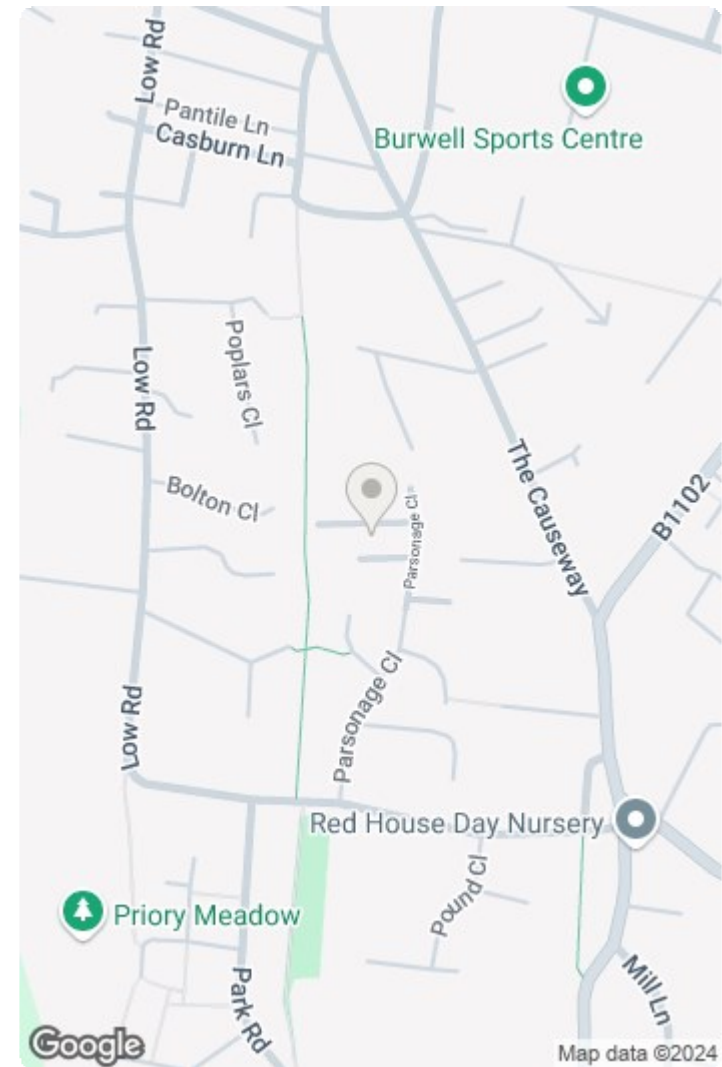 Low Rd
Pantile Ln
Casburn Ln
Burwell Sports Centre
Poplars Cl
Low Rd
The Causeway
Bolton Cl
B1102
Parsonage Cl
Parsonage Cl
Low Rd
Red House Day Nursery
Pound Cl
Priory Meadow
Park Rd
Mill Ln
Google
Map data ©2024